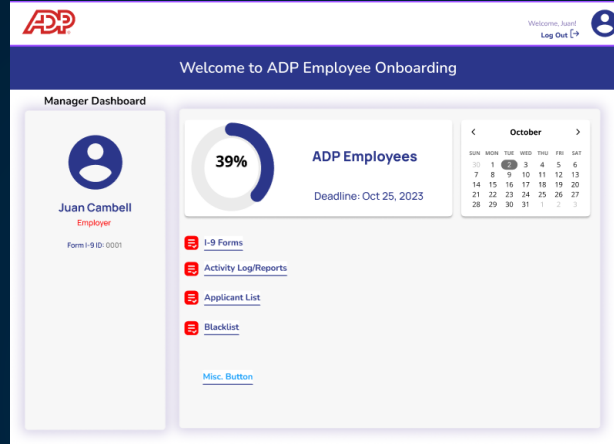 ADP
Welcome, Juan!
Log Out
Welcome to ADP Employee Onboarding
Manager Dashboard
Juan Cambell
Employer
Form I-9 ID: 0001
39%
ADP Employees
Deadline: Oct 25, 2023
< October >
SUN MON TUE WED THU FRI SAT
30 1 2 3 4 5 6
7 8 9 10 11 12 13
14 15 16 17 18 19 20
21 22 23 24 25 26 27
28 29 30 31 1 2 3
I-9 Forms
Activity Log/Reports
Applicant List
Blacklist
Misc. Button